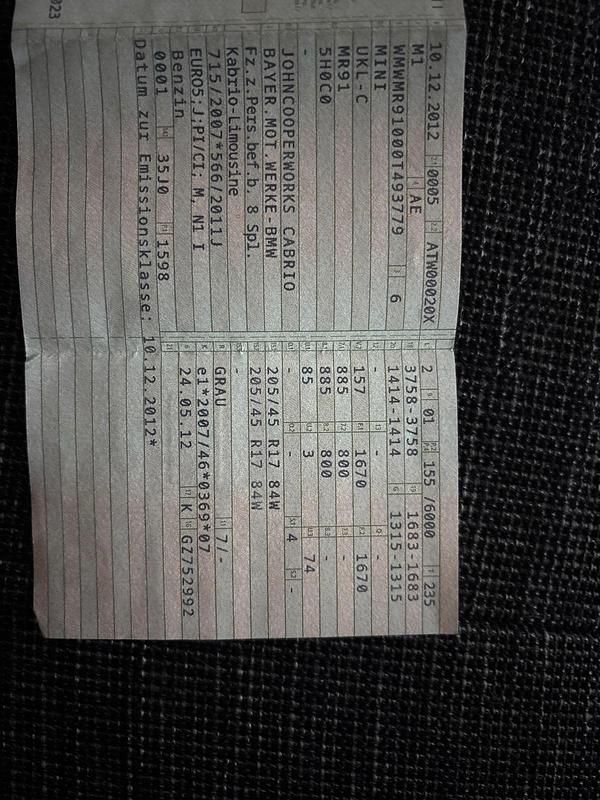 10.12.2012 0005 ATW00020X
M1 AE
WMWMR91000T493779 6
MINI
UKL-C
MR91
5H0C0
-
JOHNCOOPERWORKS CABRIO
BAYER.MOT.WERKE-BMW
Fz.z.Pers.bef.b. 8 Spl.
Kabrio-Limousine
715/2007*566/2011J
EURO5;J:PI/CI; M, N1 I
Benzin
0001 35J0 1598
Datum zur Emissionsklasse: 10.12.2012*
2 01 155 /6000 235
3758-3758 1683-1683
1414-1414 1315-1315
- - -
157 1670 1670
885 800 -
885 800 -
85 3 74
- - 4 -
205/45 R17 84W
205/45 R17 84W
-
GRAU 7/-
e1*2007/46*0369*07
24.05.12 K GZ752992
023